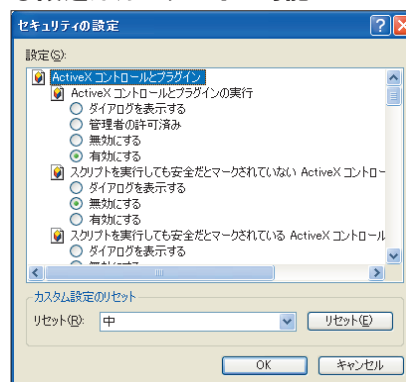 セキュリティの設定
設定(S):
ActiveX コントロールとプラグイン
ActiveX コントロールとプラグインの実行
ダイアログを表示する
管理者の許可済み
無効にする
有効にする
スクリプトを実行しても安全だとマークされていない ActiveX コントロー
ダイアログを表示する
無効にする
有効にする
スクリプトを実行しても安全だとマークされている ActiveX コントロール
ダイアログを表示する
カスタム設定のリセット
リセット(R): 中 リセット(E)
OK キャンセル